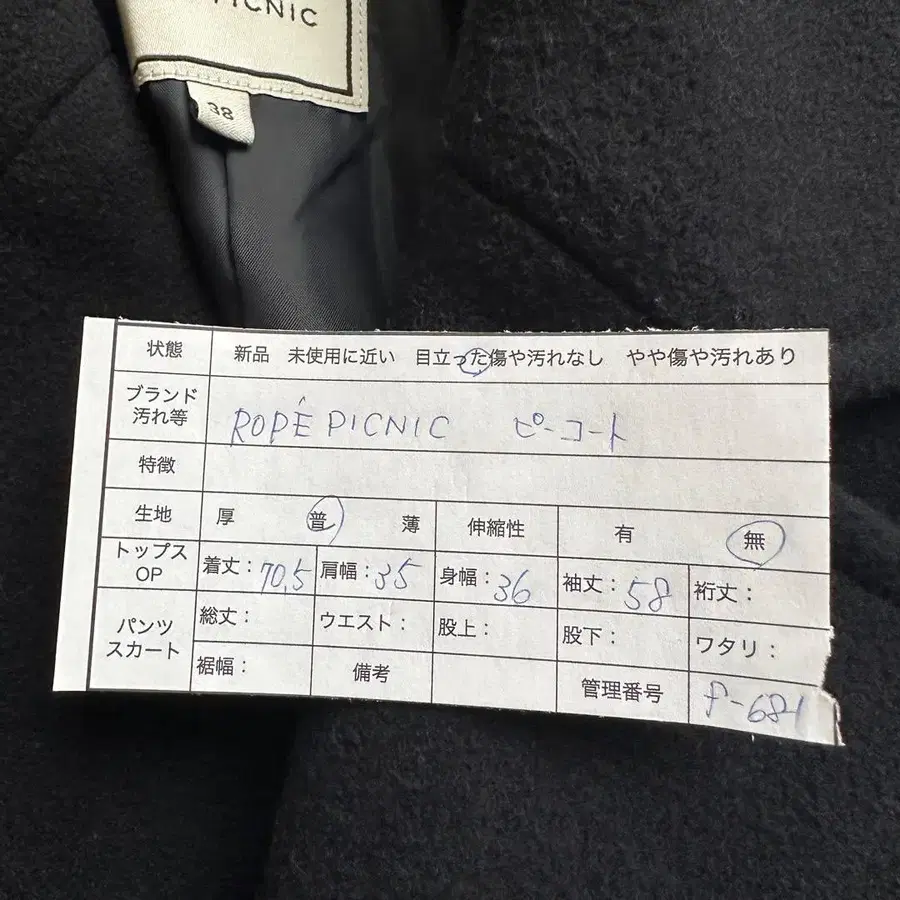 PICNIC
38
状態 新品 未使用に近い 目立った傷や汚れなし やや傷や汚れあり
ブランド
汚れ等 ROPÉ PICNIC ピーコート
特徴
生地 厚 普 薄 伸縮性 有 無
トップス
OP 着丈：70,5 肩幅：35 身幅：36 袖丈：58 裄丈：
パンツ
スカート 総丈： ウエスト： 股上： 股下： ワタリ：
裾幅： 備考 管理番号 f-681